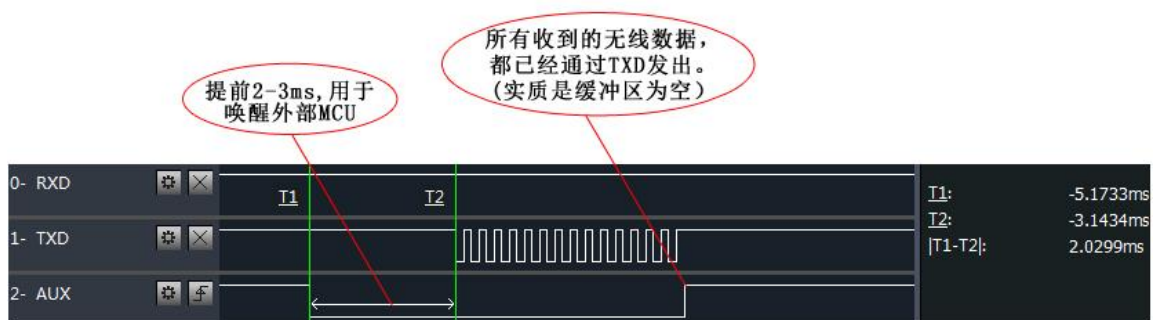 所有收到的无线数据，
都已经通过TXD发出。
(实质是缓冲区为空)
提前2-3ms,用于
唤醒外部MCU
0- RXD
T1
T2
1- TXD
2- AUX
T1: -5.1733ms
T2: -3.1434ms
|T1-T2|: 2.0299ms